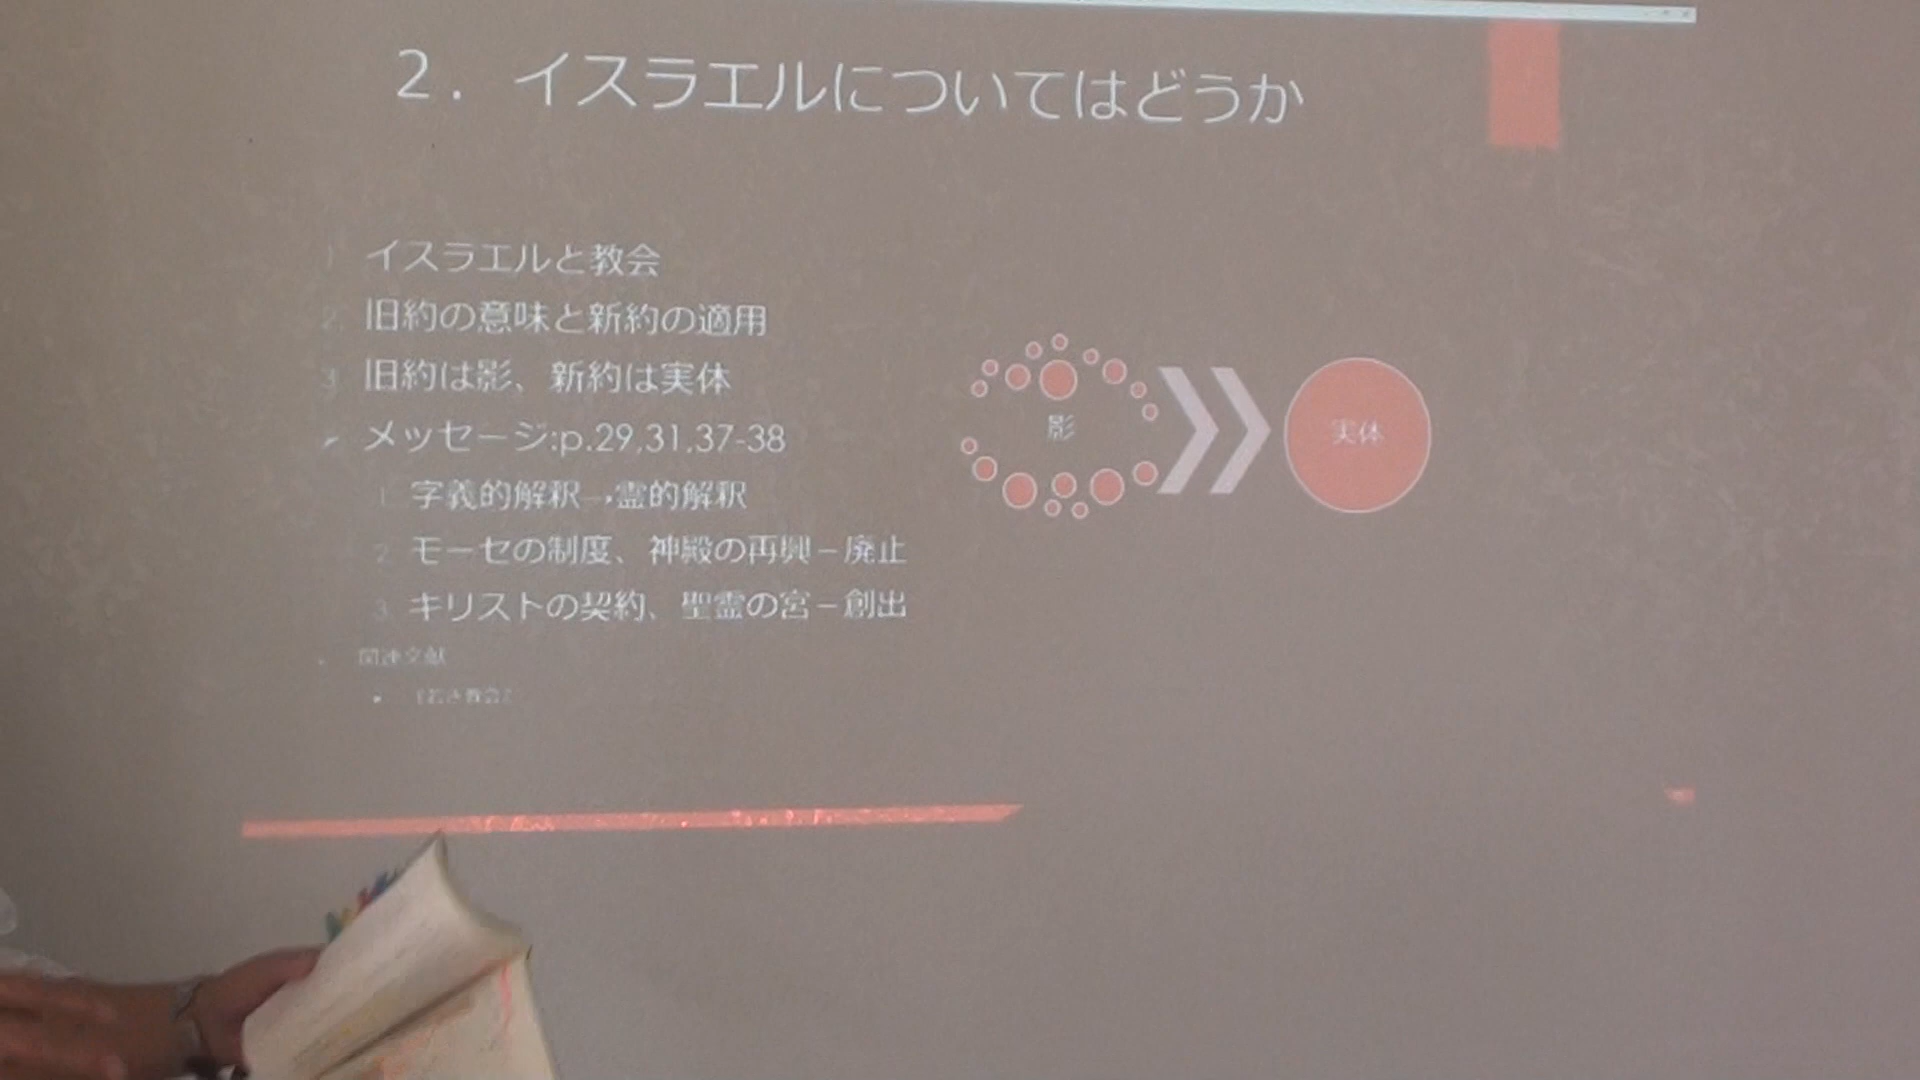 2. イスラエルについてはどうか
1. イスラエルと教会
2. 旧約の意味と新約の適用
3. 旧約は影、新約は実体
メッセージ:p.29,31,37-38
1. 字義的解釈→霊的解釈
2. モーセの制度、神殿の再興－廃止
3. キリストの契約、聖霊の宮－創出
関連文献
影
実体